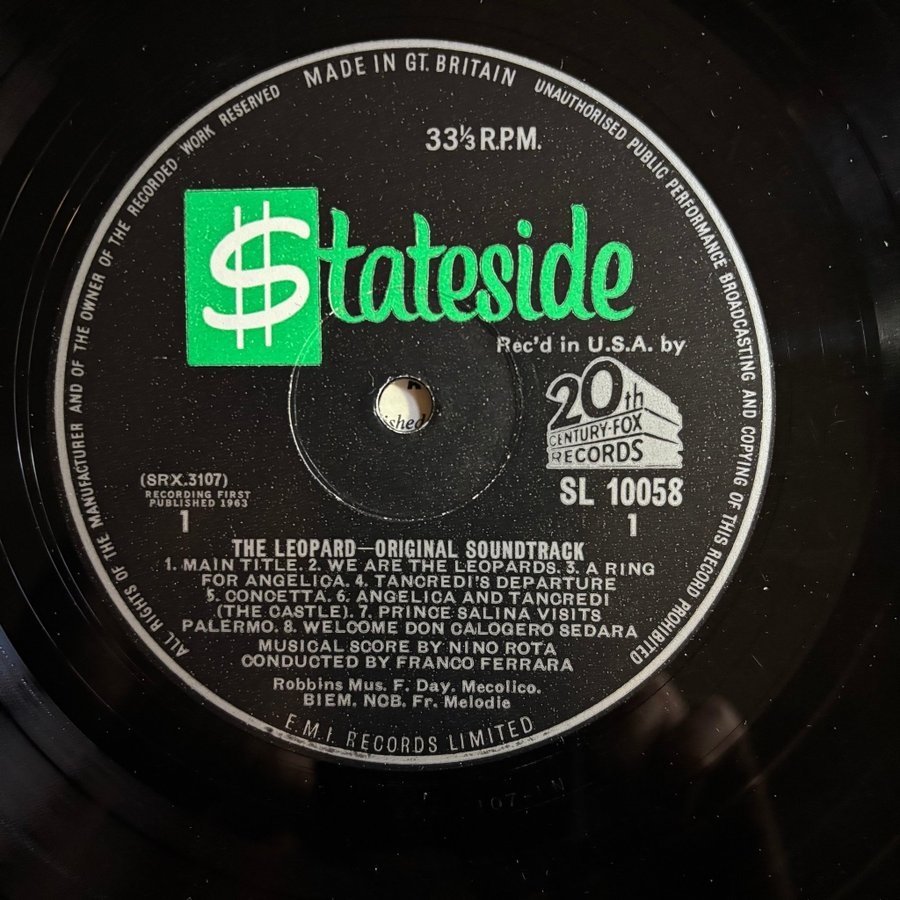 MADE IN GT. BRITAIN
UNAUTHORISED PUBLIC PERFORMANCE BROADCASTING AND COPYING OF THIS RECORD PROHIBITED
ALL RIGHTS OF THE MANUFACTURER AND OF THE OWNER OF THE RECORDED WORK RESERVED
33⅓ R.P.M.
$tateside
Rec'd in U.S.A. by
20th
CENTURY-FOX
RECORDS
ished
(SRX.3107)
RECORDING FIRST
PUBLISHED 1963
1
SL 10058
1
THE LEOPARD—ORIGINAL SOUNDTRACK
1. MAIN TITLE. 2. WE ARE THE LEOPARDS. 3. A RING
FOR ANGELICA. 4. TANCREDI'S DEPARTURE
5. CONCETTA. 6. ANGELICA AND TANCREDI
(THE CASTLE). 7. PRINCE SALINA VISITS
PALERMO. 8. WELCOME DON CALOGERO SEDARA
MUSICAL SCORE BY NINO ROTA
CONDUCTED BY FRANCO FERRARA
Robbins Mus. F. Day. Mecolico.
BIEM. NCB. Fr. Melodie
E.M.I. RECORDS LIMITED